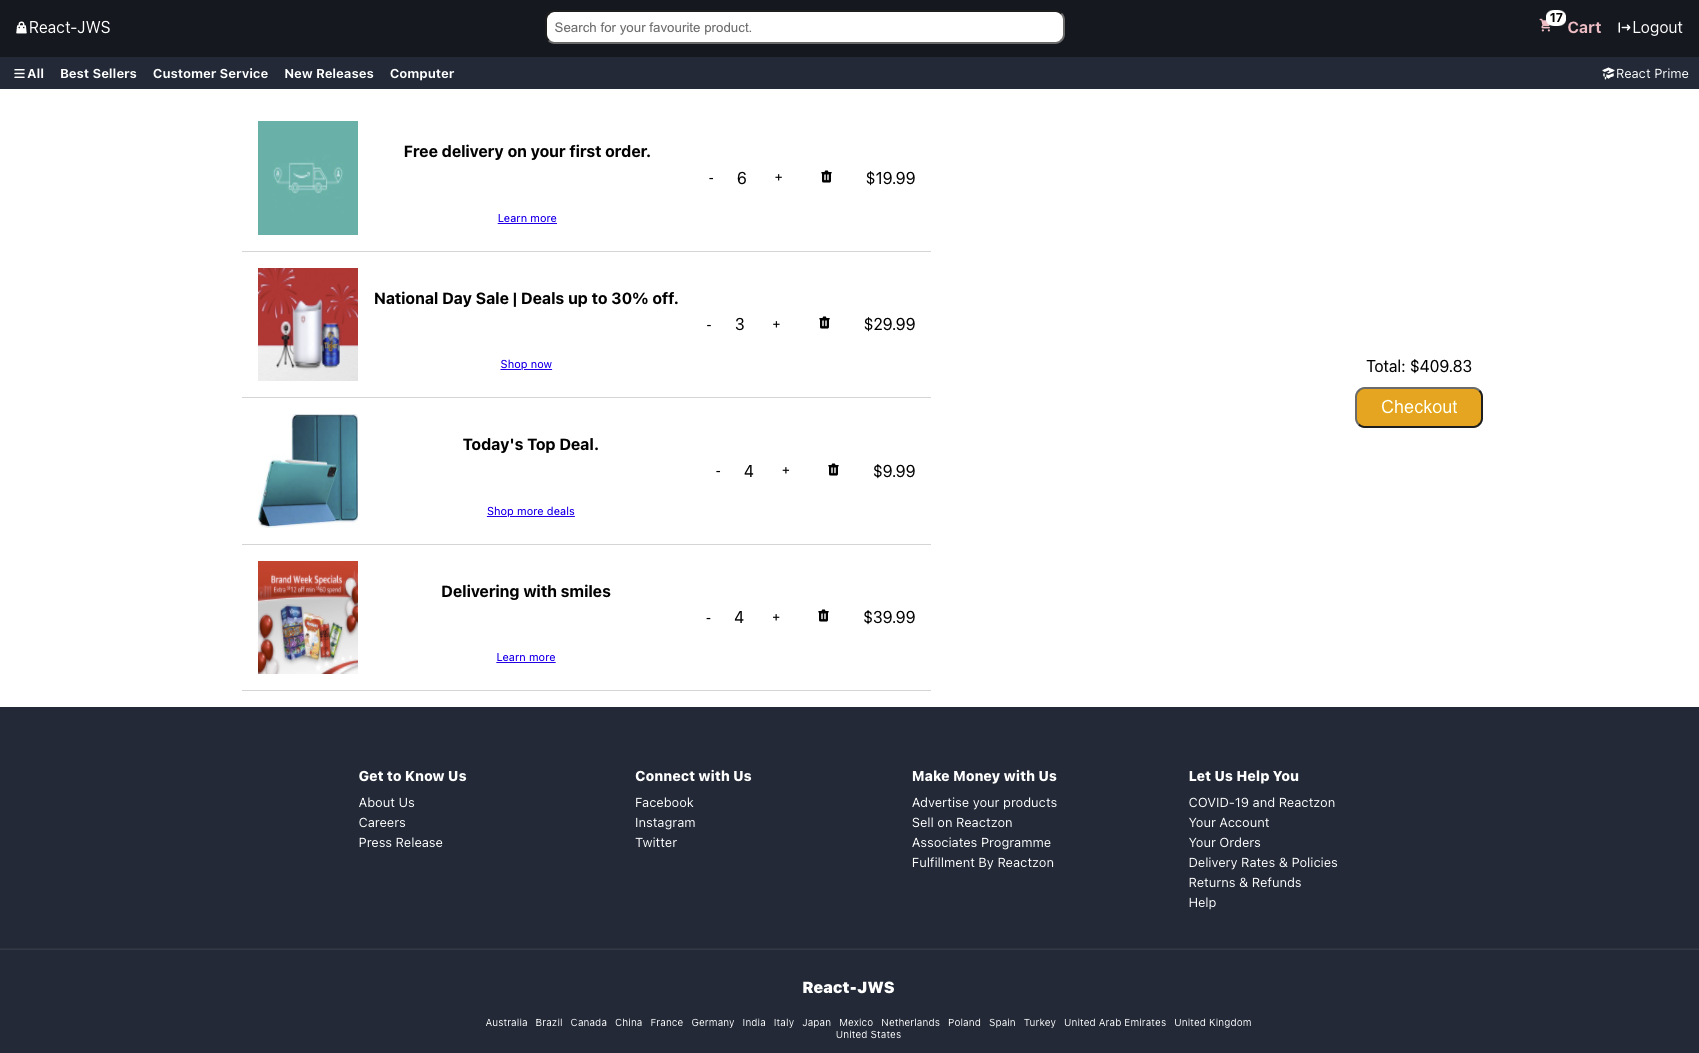 React-JWS
Search for your favourite product.
17
Cart
Logout
All
Best Sellers
Customer Service
New Releases
Computer
React Prime
Free delivery on your first order.
- 6 + $19.99
Learn more
National Day Sale | Deals up to 30% off.
- 3 + $29.99
Shop now
Total: $409.83
Checkout
Today's Top Deal.
- 4 + $9.99
Shop more deals
Brand Week Specials
Delivering with smiles
- 4 + $39.99
Learn more
Get to Know Us
About Us
Careers
Press Release
Connect with Us
Facebook
Instagram
Twitter
Make Money with Us
Advertise your products
Sell on Reactzon
Associates Programme
Fulfillment By Reactzon
Let Us Help You
COVID-19 and Reactzon
Your Account
Your Orders
Delivery Rates & Policies
Returns & Refunds
Help
React-JWS
Australia Brazil Canada China France Germany India Italy Japan Mexico Netherlands Poland Spain Turkey United Arab Emirates United Kingdom
United States